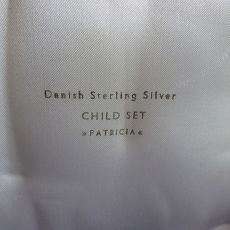 Danish Sterling Silver
CHILD SET
»PATRICIA«